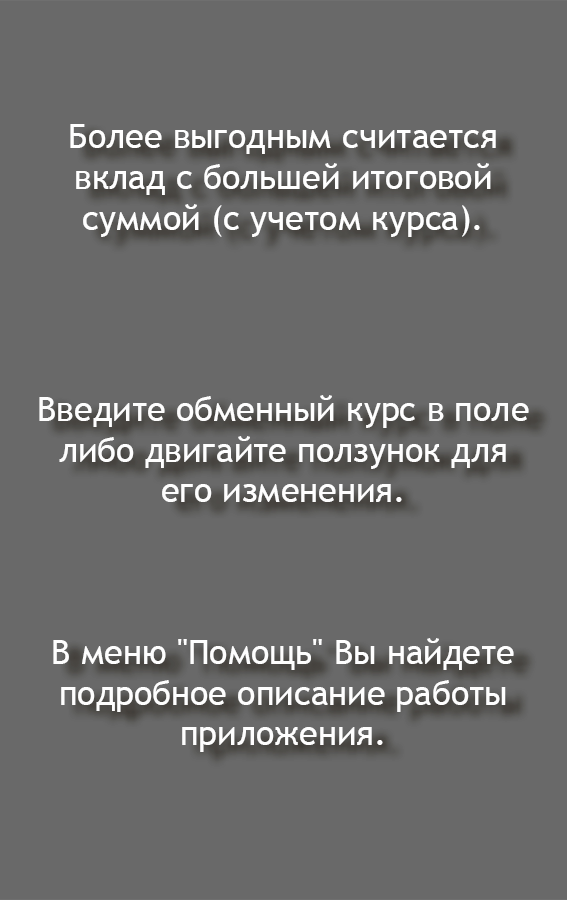 Более выгодным считается
вклад с большей итоговой
суммой (с учетом курса).
Введите обменный курс в поле
либо двигайте ползунок для
его изменения.
В меню "Помощь" Вы найдете
подробное описание работы
приложения.